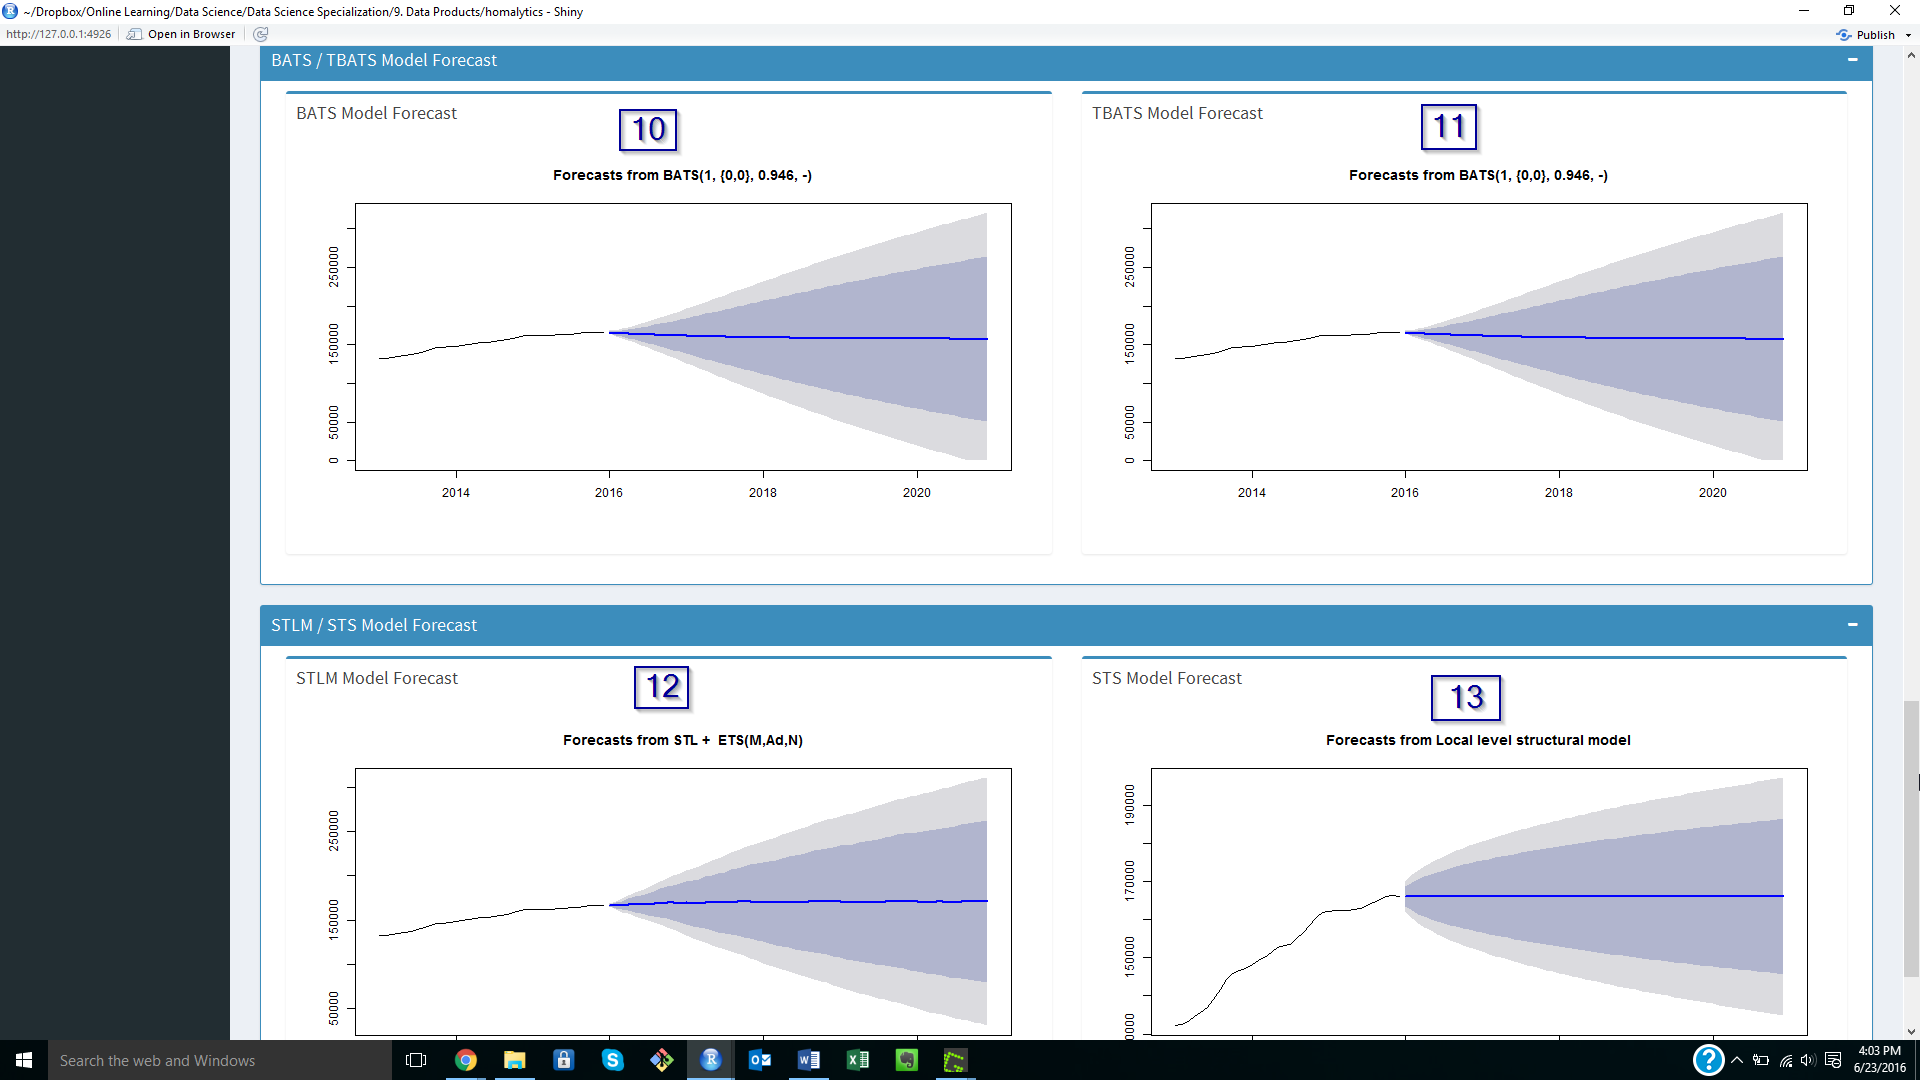 ~/Dropbox/Online Learning/Data Science/Data Science Specialization/9. Data Products/homalytics - Shiny
http://127.0.0.1:4926
Open in Browser
Publish
BATS / TBATS Model Forecast
BATS Model Forecast
10
Forecasts from BATS(1, {0,0}, 0.946, -)
250000
150000
50000
0
2014
2016
2018
2020
TBATS Model Forecast
11
Forecasts from BATS(1, {0,0}, 0.946, -)
250000
150000
50000
0
2014
2016
2018
2020
STLM / STS Model Forecast
STLM Model Forecast
12
Forecasts from STL + ETS(M,Ad,N)
250000
150000
50000
STS Model Forecast
13
Forecasts from Local level structural model
190000
170000
150000
Search the web and Windows
4:03 PM
6/23/2016